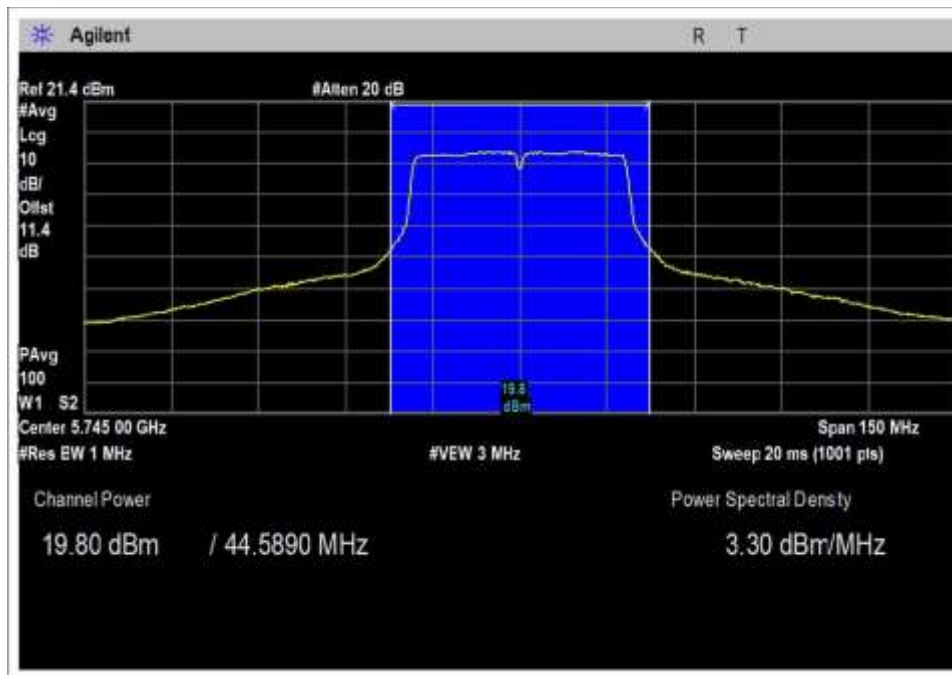 Agilent R T
Ref 21.4 dBm #Atten 20 dB
#Avg
Log
10
dB/
Offst
11.4
dB
PAvg
100
W1 S2
19.8
dBm
Center 5.745 00 GHz Span 150 MHz
#Res BW 1 MHz #VBW 3 MHz Sweep 20 ms (1001 pts)
Channel Power Power Spectral Density
19.80 dBm / 44.5890 MHz 3.30 dBm/MHz